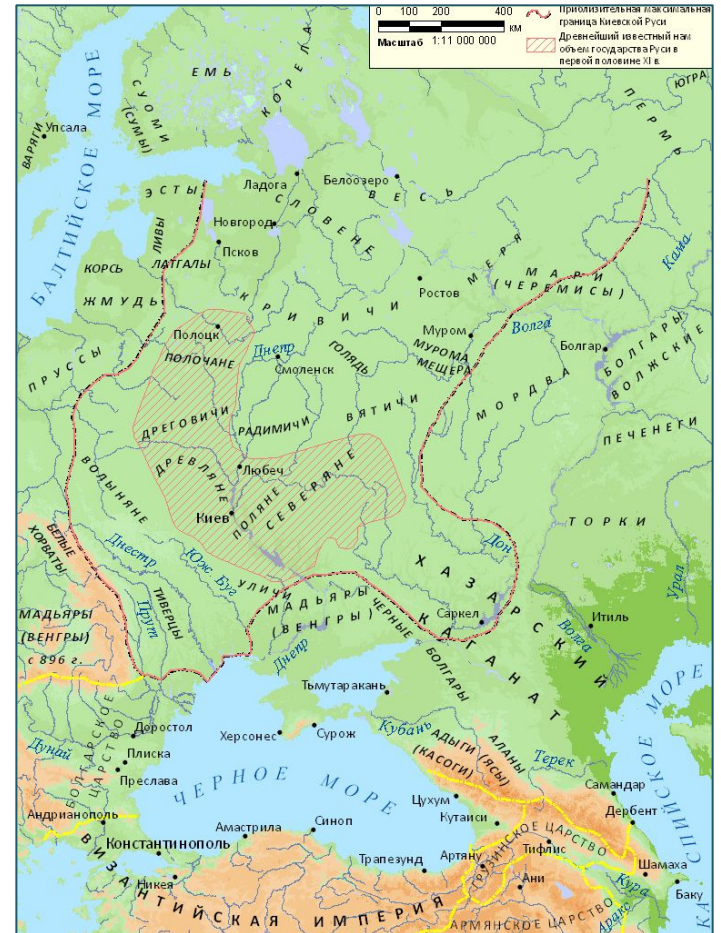 0 100 200 400
км
Масштаб 1:11 000 000
Приблизительная максимальная
граница Киевской Руси
Древнейший известный нам
объем государства Руси в
первой половине XI в.
БАЛТИЙСКОЕ МОРЕ
ВАРЯГИ
Упсала
СУОМИ
(СУМЬ)
ЕМЬ
КОРЕЛА
ЮГРА
ПЕРМЬ
ЭСТЫ
Ладога
Белоозеро
ВЕСЬ
Новгород
СЛОВЕНЕ
ЛИВЫ
Псков
ЛАТГАЛЫ
КОРСЬ
ЖМУДЬ
МЕРЯ
Ростов
МАРИ
(ЧЕРЕМИСЫ)
Кама
КРИВИЧИ
Полоцк
ПОЛОЧАНЕ
Днепр
Смоленск
ГОЛЯДЬ
Муром
МУРОМА
МЕЩЕРА
Волга
Болгар
БОЛГАРЫ
ВОЛЖСКИЕ
ПРУССЫ
МОРДВА
ДРЕГОВИЧИ
РАДИМИЧИ
ВЯТИЧИ
ПЕЧЕНЕГИ
ДРЕВЛЯНЕ
Любеч
ВОЛЫНЯНЕ
Киев
ПОЛЯНЕ
СЕВЕРЯНЕ
ТОРКИ
БЕЛЫЕ
ХОРВАТЫ
Днестр
Юж Буг
Дон
УЛИЧИ
ТИВЕРЦЫ
Прут
МАДЬЯРЫ
(ВЕНГРЫ)
ХАЗАРСКИЙ
КАГАНАТ
Саркел
Итиль
Волга
Урал
МАДЬЯРЫ
(ВЕНГРЫ)
с 896 г.
Днепр
ЧЕРНЫЕ БОЛГАРЫ
Тьмутаракань
Дунай
БОЛГАРСКОЕ
ЦАРСТВО
Доростол
Плиска
Преслава
Херсонес
Сурож
Кубань
АДЫГИ (ЯСЫ)
(КАСОГИ)
АЛАНЫ
Терек
КАСПИЙСКОЕ МОРЕ
ЧЕРНОЕ МОРЕ
Самандар
Дербент
Цухум
Кутаиси
ГРУЗИНСКОЕ ЦАРСТВО
Андрианополь
Константинополь
Амастрила
Синоп
Трапезунд
Артяну
Тифлис
Шамаха
Никея
Ани
Кура
Баку
Аракс
ВИЗАНТИЙСКАЯ ИМПЕРИЯ
АРМЯНСКОЕ ЦАРСТВО